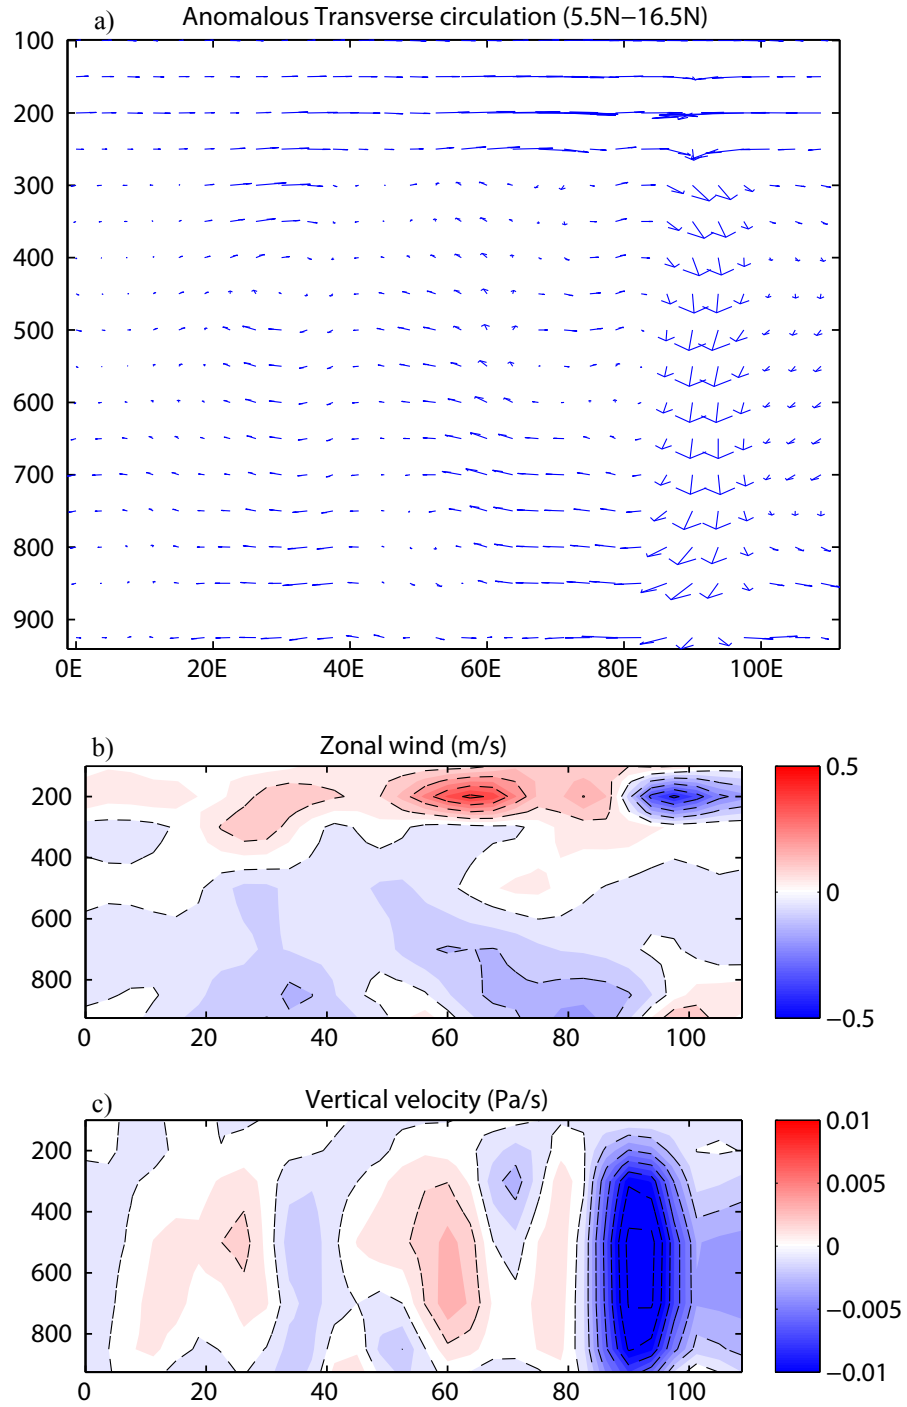 a)
Anomalous Transverse circulation (5.5N−16.5N)
100
200
300
400
500
600
700
800
900
0E 20E 40E 60E 80E 100E
b)
Zonal wind (m/s)
200
400
600
800
0 20 40 60 80 100
0.5
0
−0.5
c)
Vertical velocity (Pa/s)
200
400
600
800
0 20 40 60 80 100
0.01
0.005
0
−0.005
−0.01